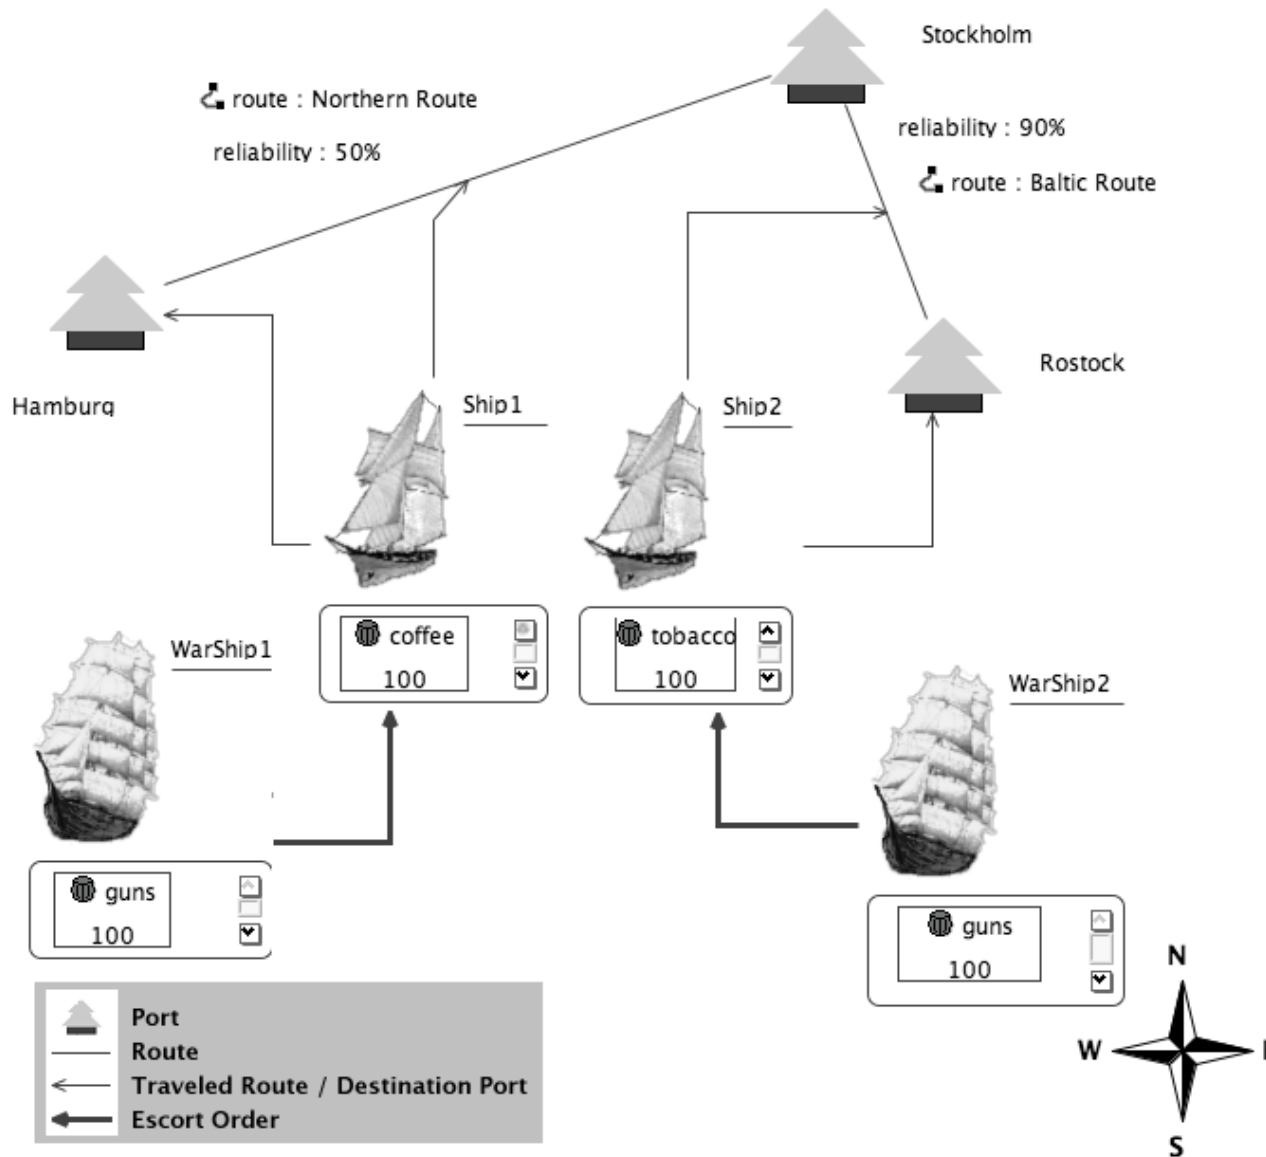 Stockholm
route : Northern Route
reliability : 50%
reliability : 90%
route : Baltic Route
Hamburg
Rostock
Ship1
Ship2
coffee
100
tobacco
100
WarShip1
WarShip2
guns
100
guns
100
Port
Route
Traveled Route / Destination Port
Escort Order
N
W
S